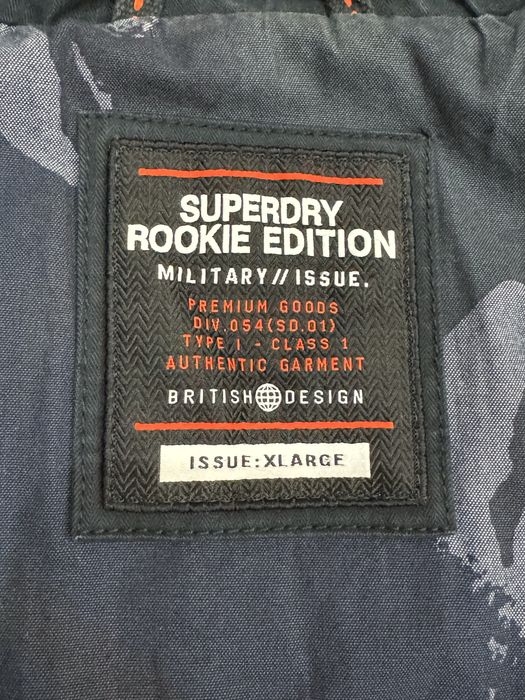 SUPERDRY
ROOKIE EDITION
MILITARY//ISSUE.
PREMIUM GOODS
DIV.054(SD.01)
TYPE I - CLASS 1
AUTHENTIC GARMENT
BRITISH DESIGN
ISSUE:XLARGE